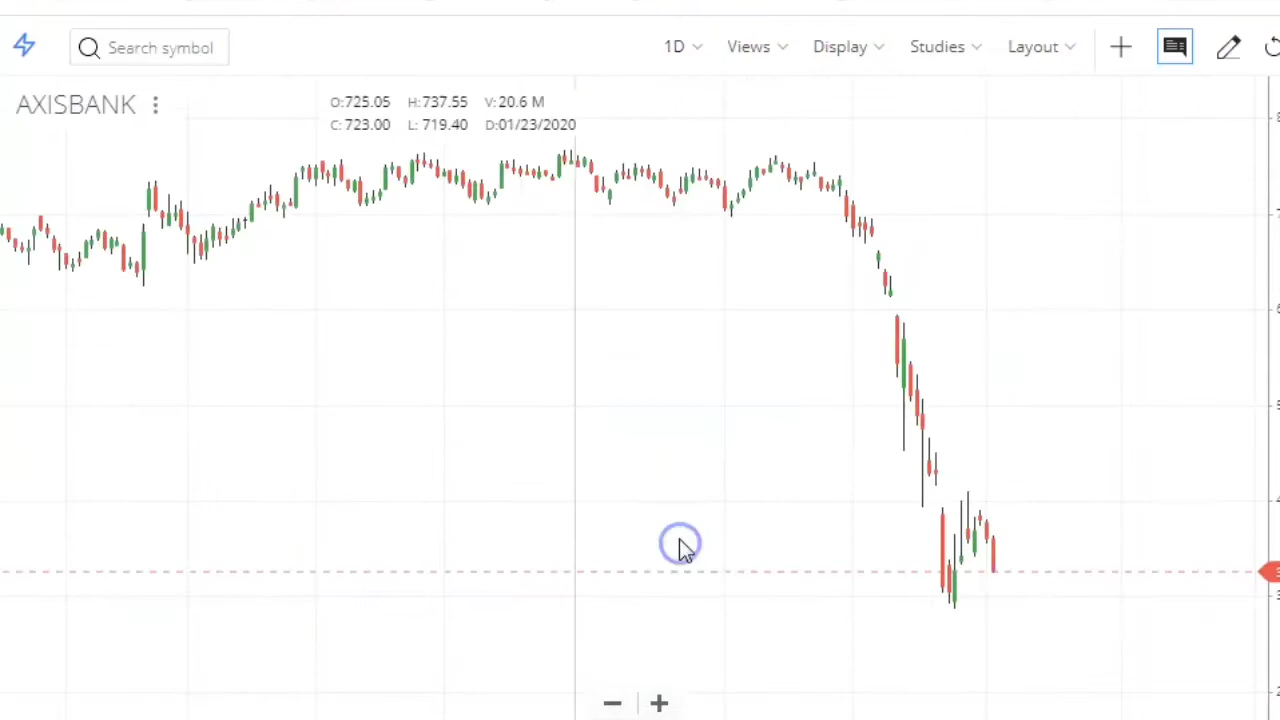 Search symbol 1D Views Display Studies Layout
AXISBANK
O:725.05 H:737.55 V:20.6 M
C:723.00 L:719.40 D:01/23/2020